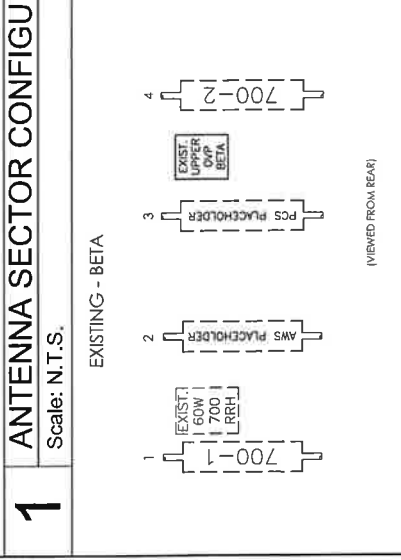 1
ANTENNA SECTOR CONFIGU
Scale: N.T.S.
EXISTING - BETA
1
2
3
4
700-1
EXIST.
60W
700
RRH
AWS PLACEHOLDER
PCS PLACEHOLDER
EXIST.
UPPER
OVP
BETA
700-2
(VIEWED FROM REAR)